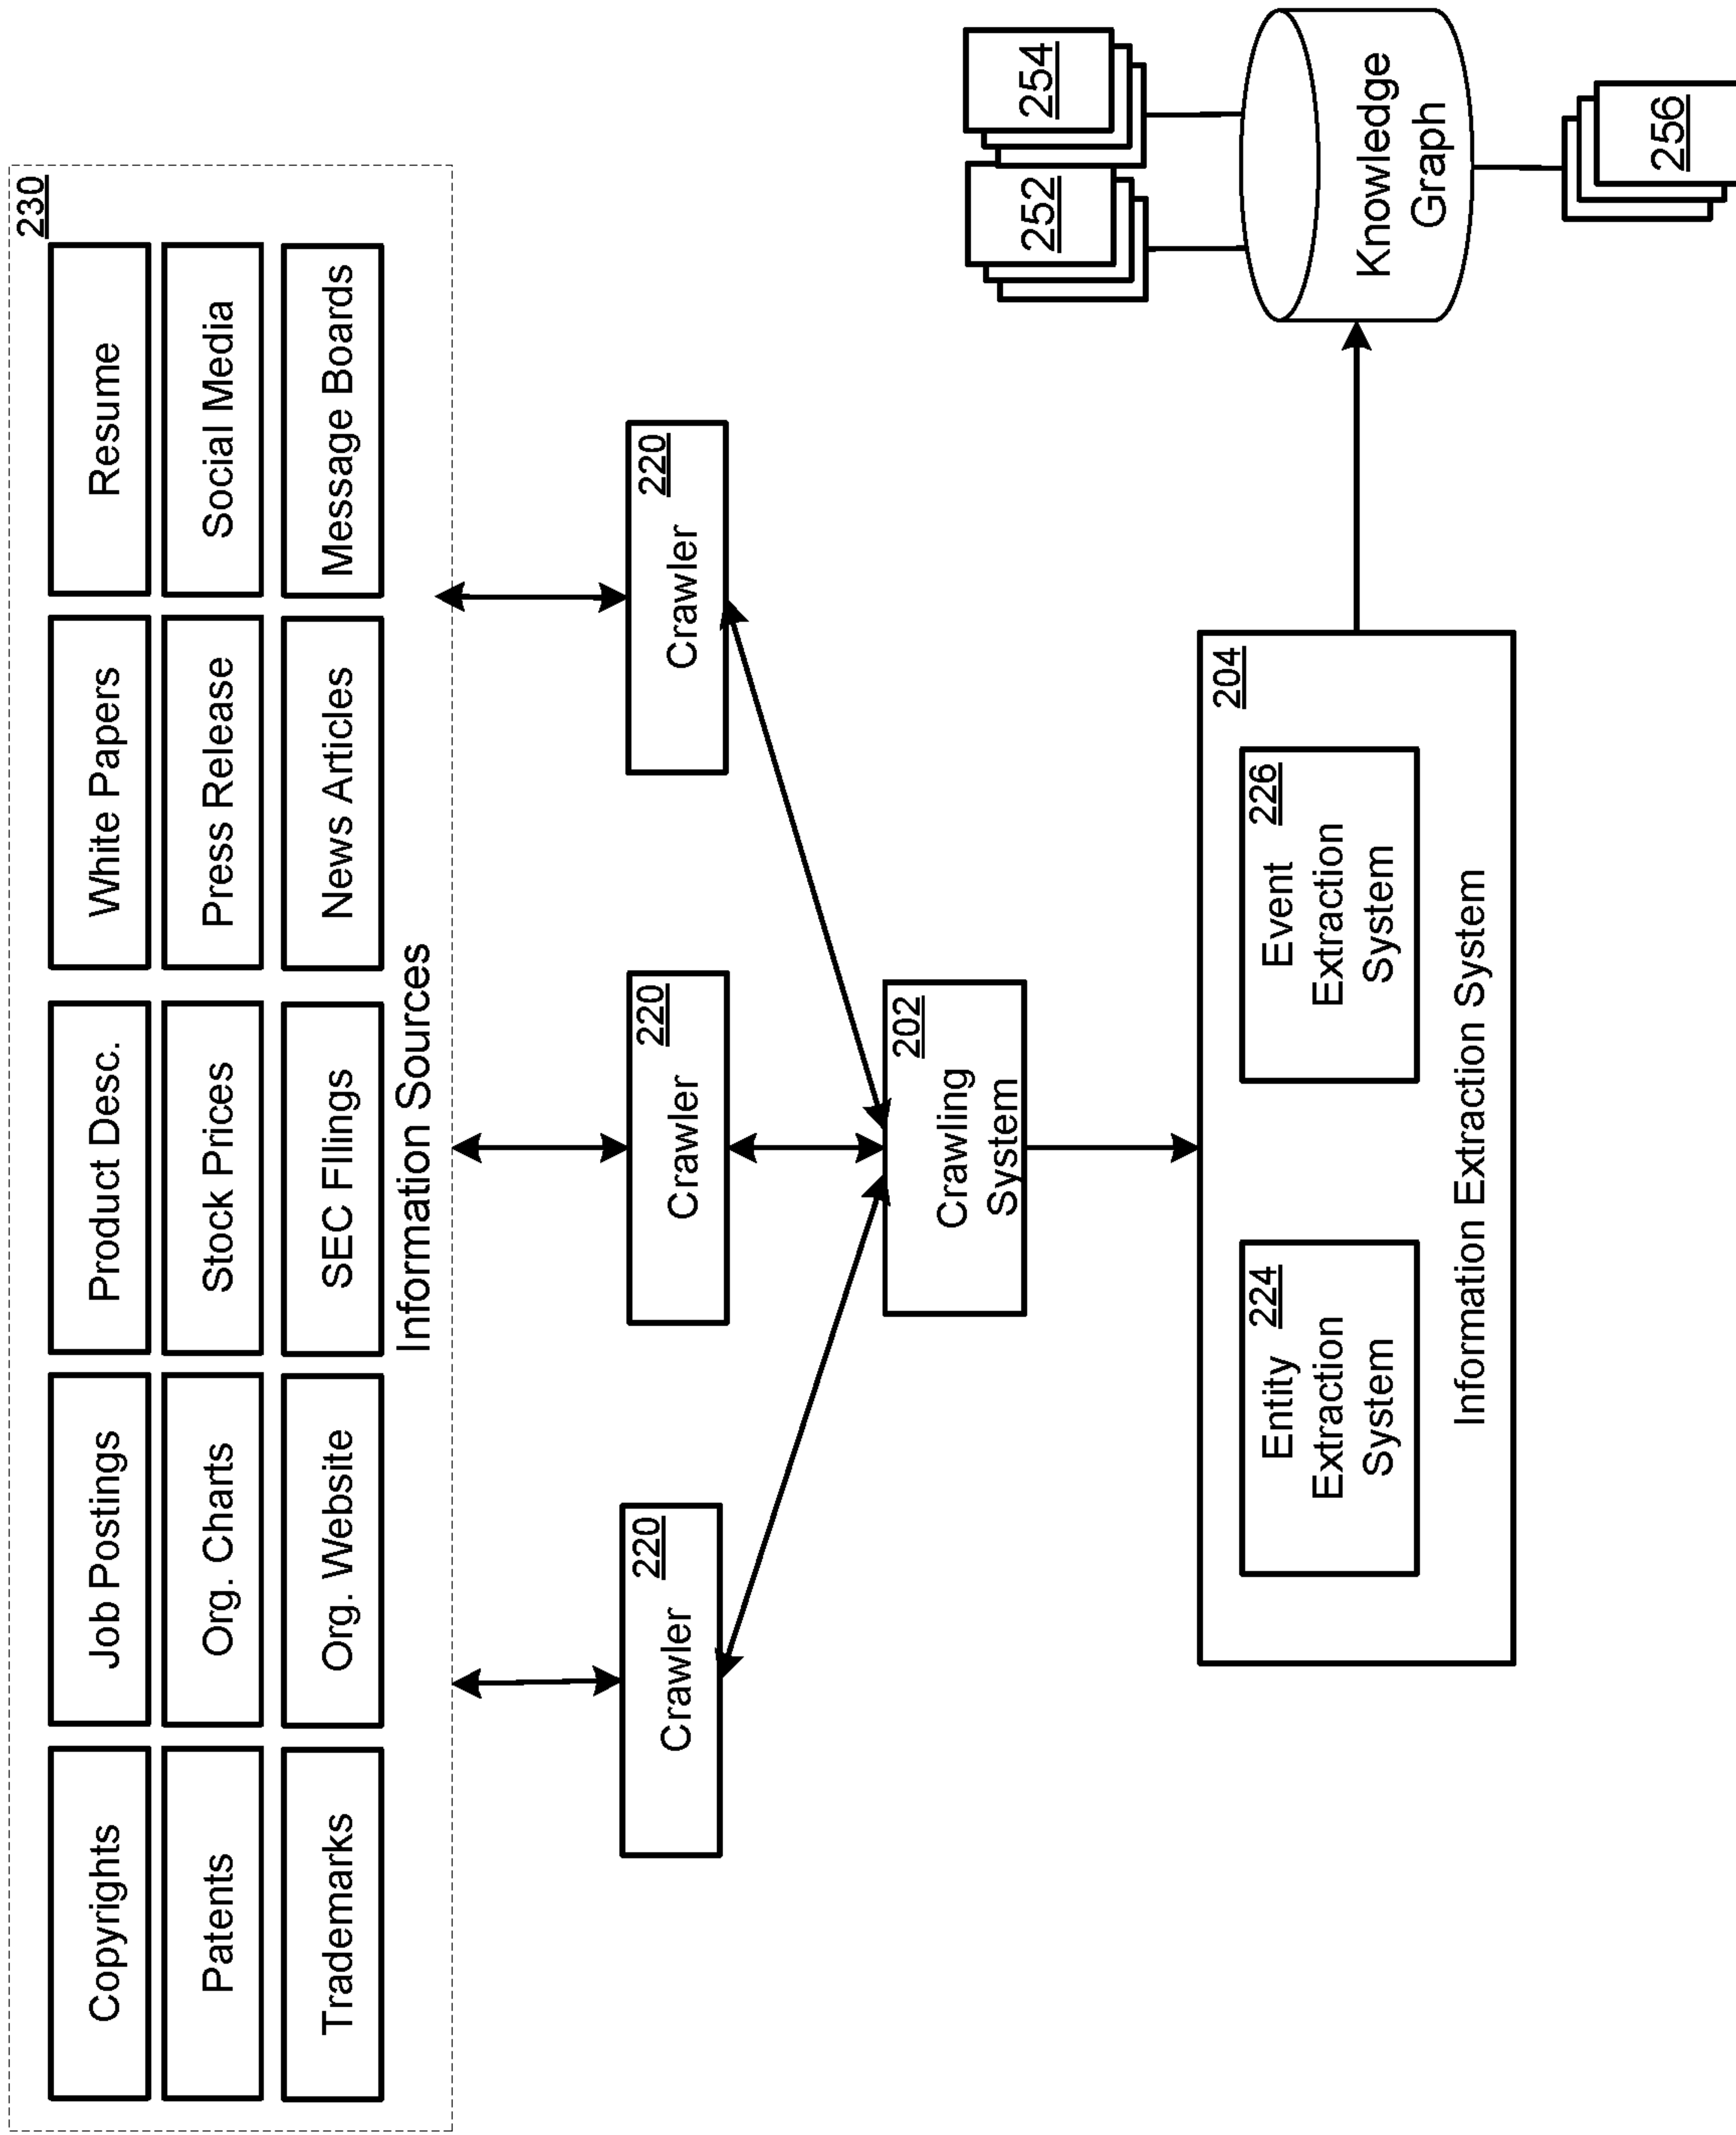 230
Copyrights
Job Postings
Product Desc.
White Papers
Resume
Patents
Org. Charts
Stock Prices
Press Release
Social Media
Trademarks
Org. Website
SEC FIlings
News Articles
Message Boards
Information Sources
220
Crawler
220
Crawler
220
Crawler
202
Crawling
System
204
Entity 224
Extraction
System
Event 226
Extraction
System
Information Extraction System
252
254
Knowledge
Graph
256